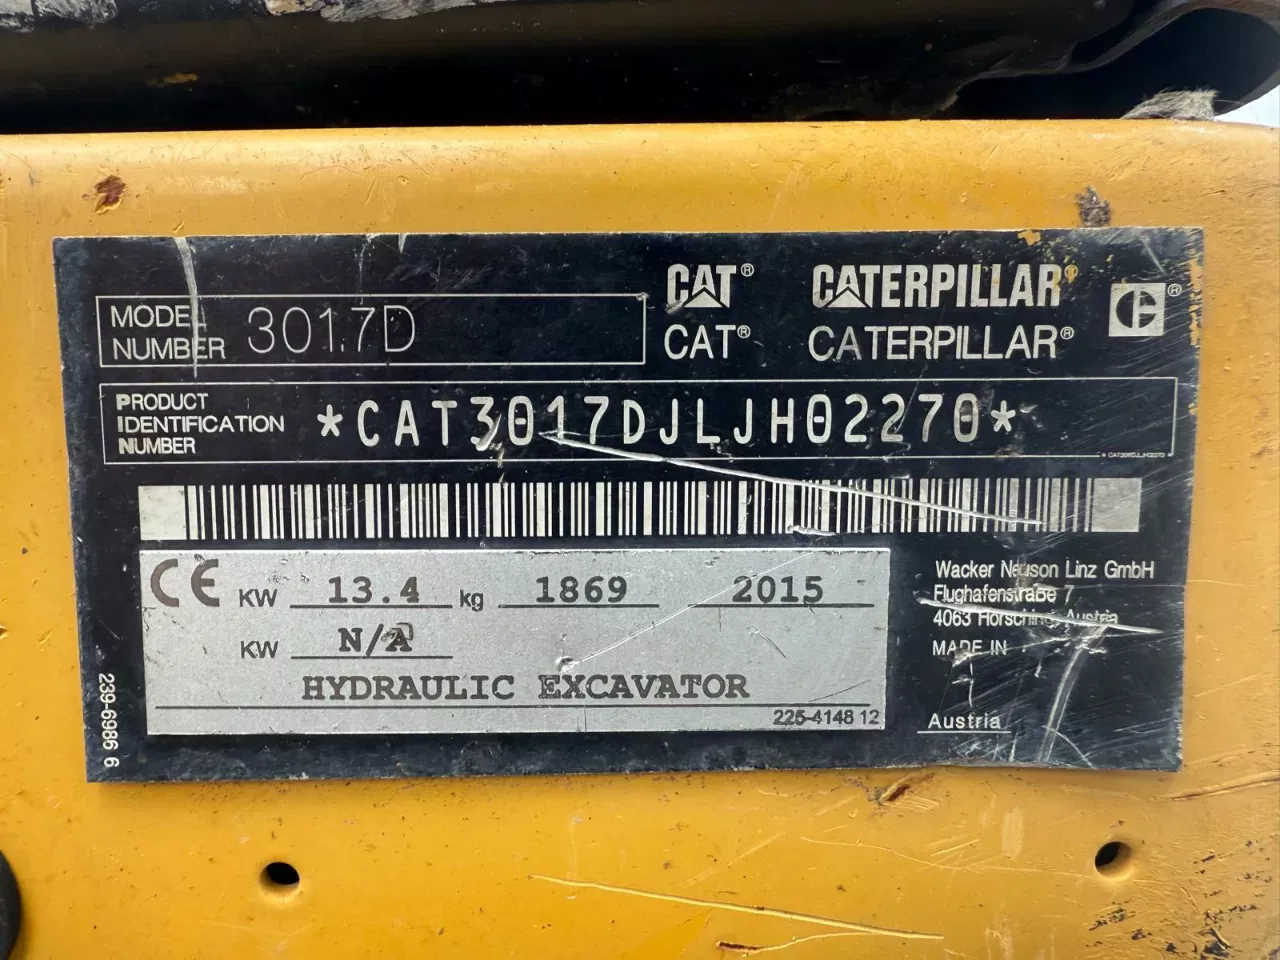 CAT® CATERPILLAR®
CAT® CATERPILLAR®
C®
MODEL NUMBER 301.7D
PRODUCT IDENTIFICATION NUMBER *CAT3017DJLJH02270*
CE KW 13.4 kg 1869 2015
KW N/A
HYDRAULIC EXCAVATOR
225-4148 12
Wacker Neuson Linz GmbH
Flughafenstraße 7
4063 Hörsching, Austria
MADE IN
Austria
239-6986 6